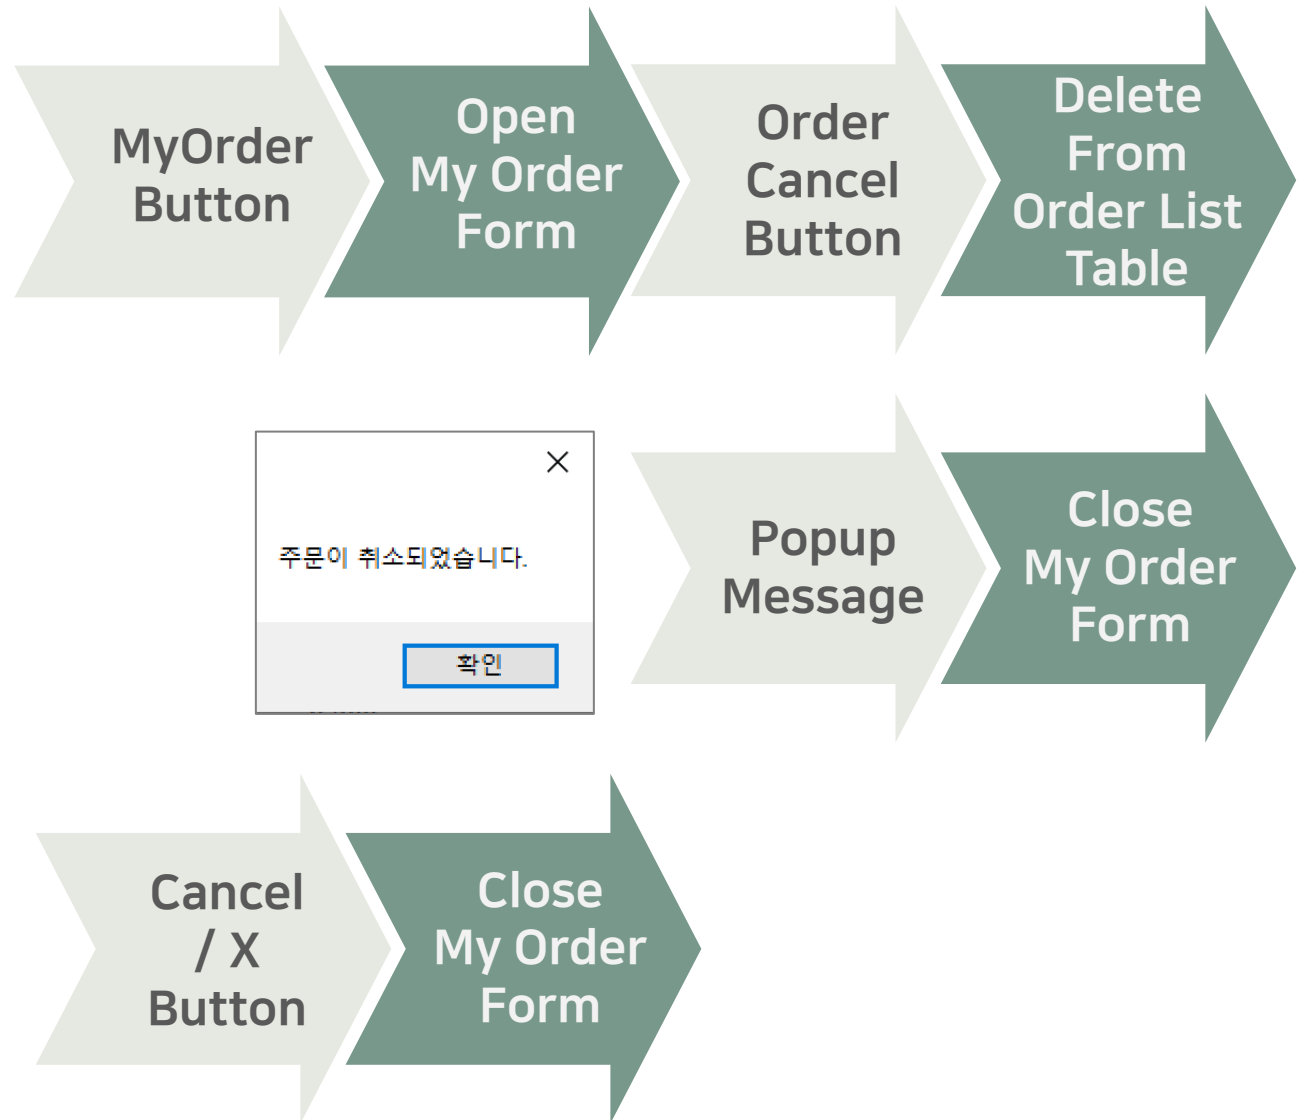 MyOrder
Button
Open
My Order
Form
Order
Cancel
Button
Delete
From
Order List
Table
주문이 취소되었습니다.
확인
Popup
Message
Close
My Order
Form
Cancel
/ X
Button
Close
My Order
Form